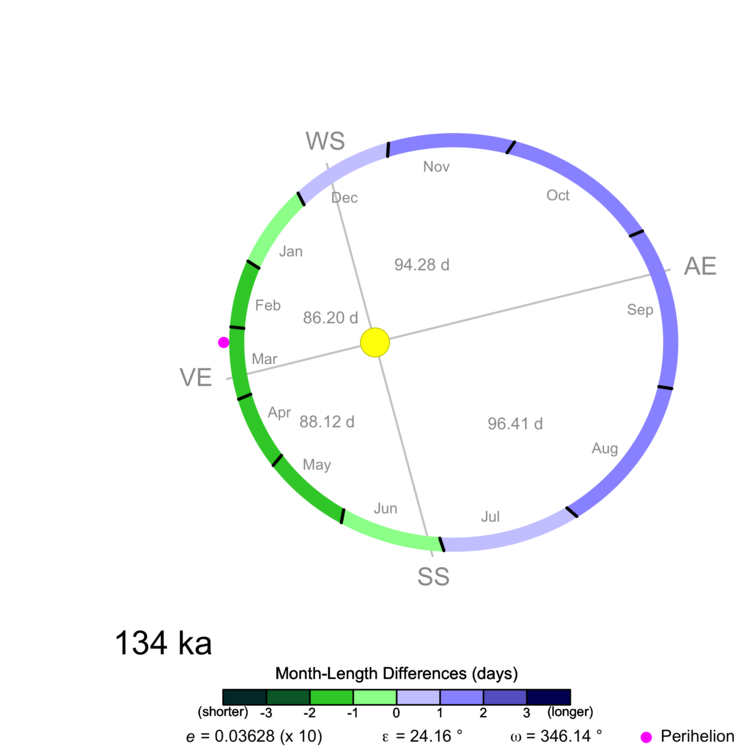 WS
Nov
Dec
Oct
Jan
94.28 d
AE
Feb
86.20 d
Sep
Mar
VE
Apr
88.12 d
96.41 d
Aug
May
Jun
Jul
SS
134 ka
Month-Length Differences (days)
(shorter) -3 -2 -1 0 1 2 3 (longer)
e = 0.03628 (x 10) ε = 24.16 ° ω = 346.14 ° Perihelion